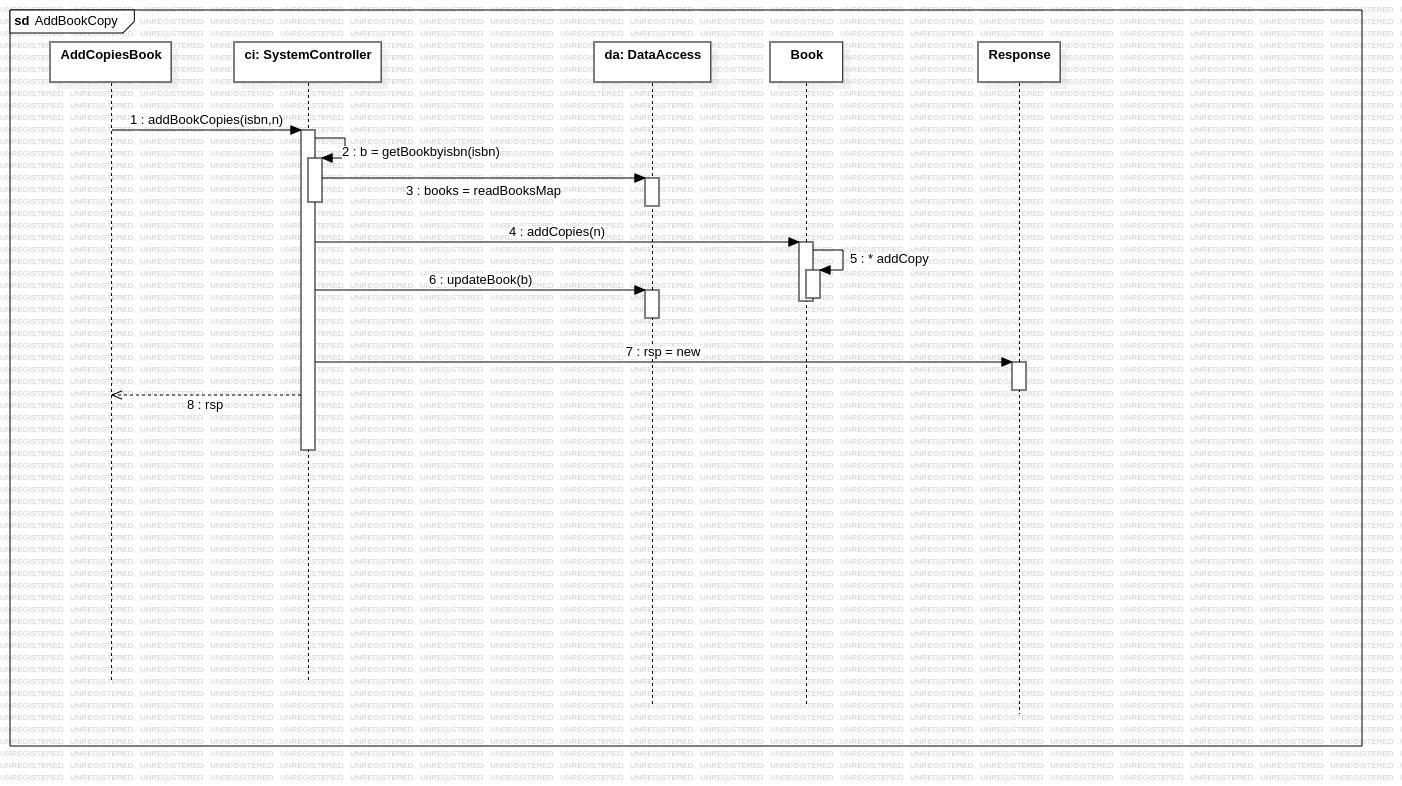 sd AddBookCopy
AddCopiesBook
ci: SystemController
da: DataAccess
Book
Response
1 : addBookCopies(isbn,n)
2 : b = getBookbyisbn(isbn)
3 : books = readBooksMap
4 : addCopies(n)
5 : * addCopy
6 : updateBook(b)
7 : rsp = new
8 : rsp
UNREGISTERED